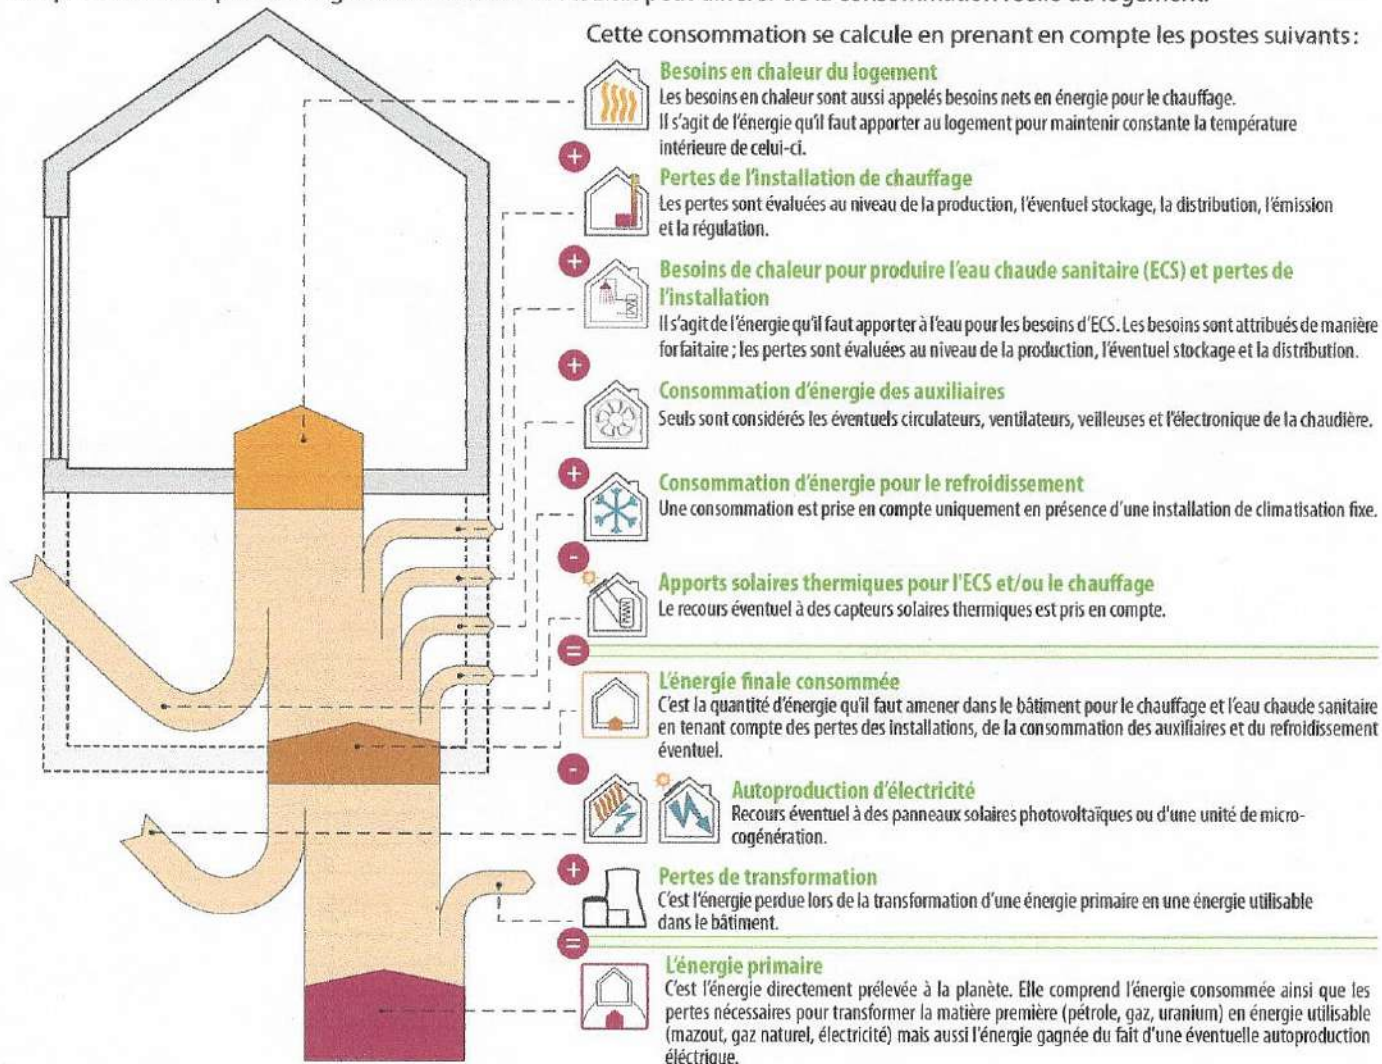 peut différer de la consommation réelle du logement.
Cette consommation se calcule en prenant en compte les postes suivants :
Besoins en chaleur du logement
Les besoins en chaleur sont aussi appelés besoins nets en énergie pour le chauffage.
Il s'agit de l'énergie qu'il faut apporter au logement pour maintenir constante la température
intérieure de celui-ci.
+
Pertes de l'installation de chauffage
Les pertes sont évaluées au niveau de la production, l'éventuel stockage, la distribution, l'émission
et la régulation.
+
Besoins de chaleur pour produire l'eau chaude sanitaire (ECS) et pertes de
l'installation
Il s'agit de l'énergie qu'il faut apporter à l'eau pour les besoins d'ECS. Les besoins sont attribués de manière
forfaitaire ; les pertes sont évaluées au niveau de la production, l'éventuel stockage et la distribution.
+
Consommation d'énergie des auxiliaires
Seuls sont considérés les éventuels circulateurs, ventilateurs, veilleuses et l'électronique de la chaudière.
+
Consommation d'énergie pour le refroidissement
Une consommation est prise en compte uniquement en présence d'une installation de climatisation fixe.
-
Apports solaires thermiques pour l'ECS et/ou le chauffage
Le recours éventuel à des capteurs solaires thermiques est pris en compte.
=
L'énergie finale consommée
C'est la quantité d'énergie qu'il faut amener dans le bâtiment pour le chauffage et l'eau chaude sanitaire
en tenant compte des pertes des installations, de la consommation des auxiliaires et du refroidissement
éventuel.
-
Autoproduction d'électricité
Recours éventuel à des panneaux solaires photovoltaïques ou d'une unité de micro-
cogénération.
+
Pertes de transformation
C'est l'énergie perdue lors de la transformation d'une énergie primaire en une énergie utilisable
dans le bâtiment.
=
L'énergie primaire
C'est l'énergie directement prélevée à la planète. Elle comprend l'énergie consommée ainsi que les
pertes nécessaires pour transformer la matière première (pétrole, gaz, uranium) en énergie utilisable
(mazout, gaz naturel, électricité) mais aussi l'énergie gagnée du fait d'une éventuelle autoproduction
éléctrique.